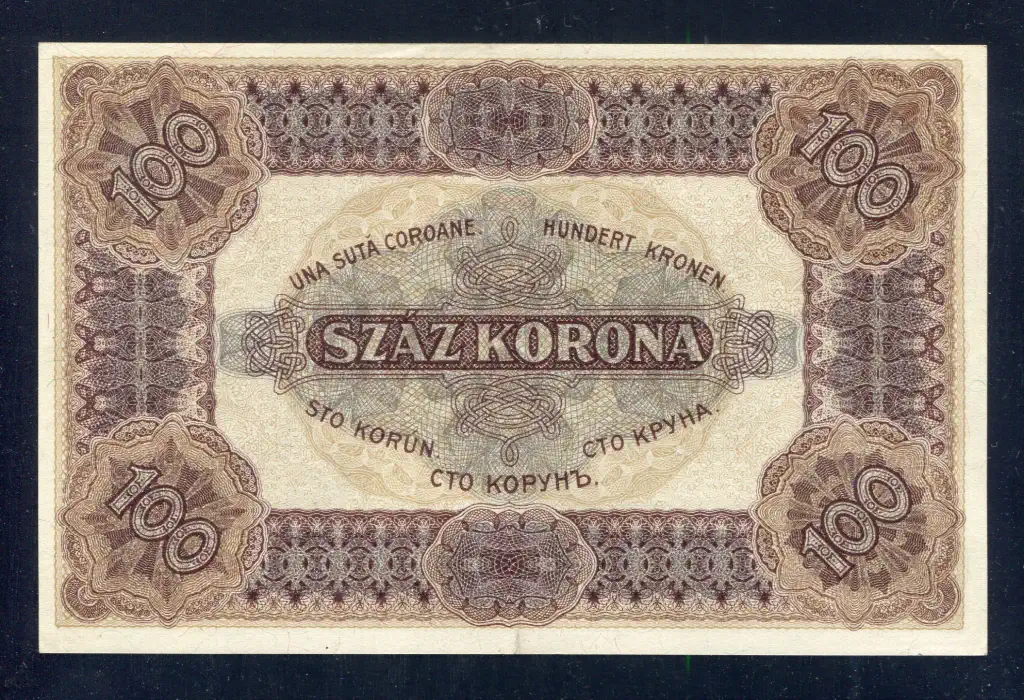 100
100
UNA SUTĂ COROANE.
HUNDERT KRONEN
SZÁZ KORONA
STO KORÚN.
СТО КРУНА.
СТО КОРУНЪ.
100
100